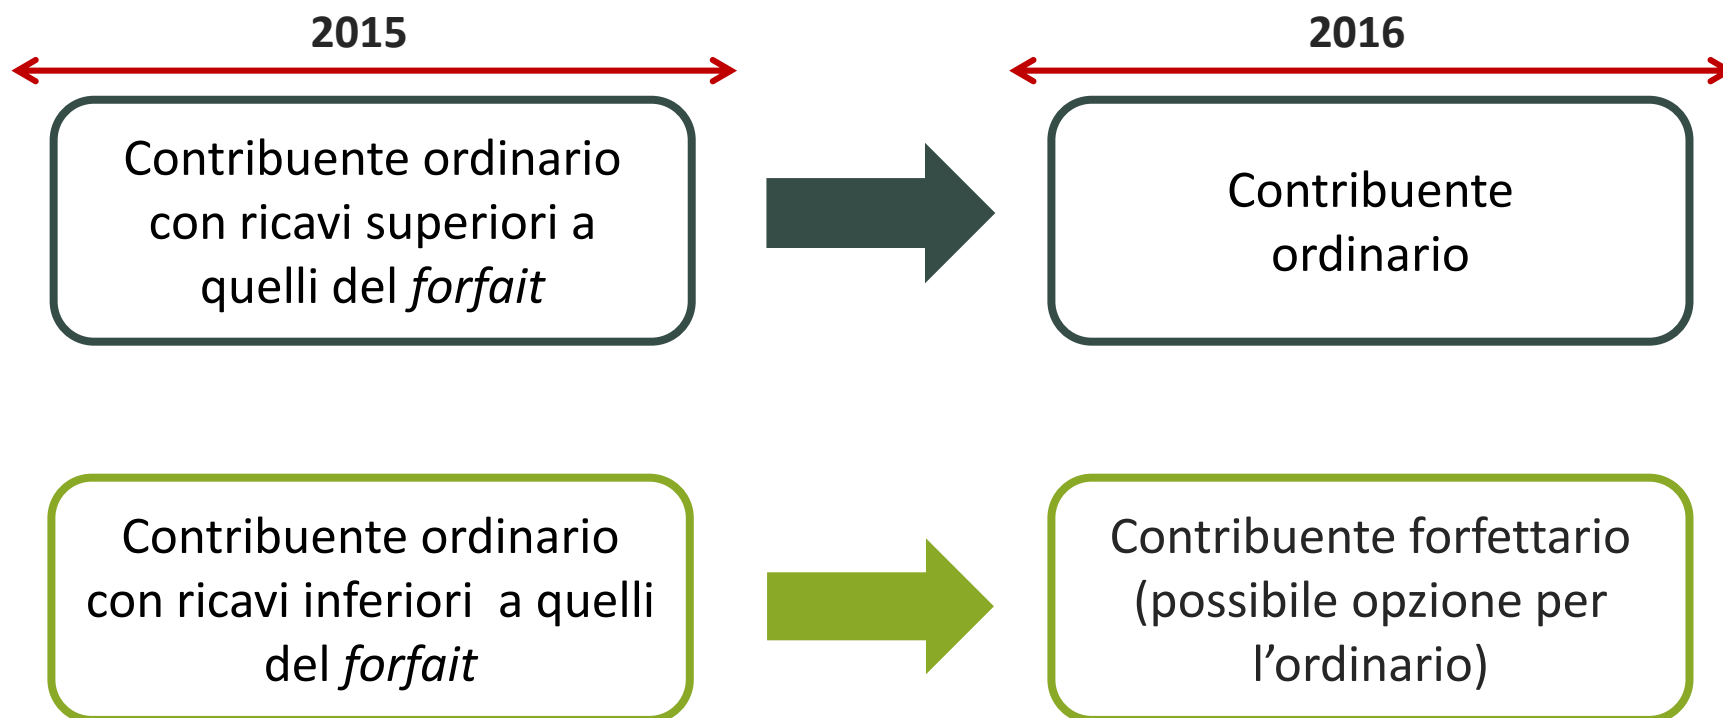 2015
2016
Contribuente ordinario
con ricavi superiori a
quelli del forfait
Contribuente
ordinario
Contribuente ordinario
con ricavi inferiori  a quelli
del forfait
Contribuente forfettario
(possibile opzione per
l’ordinario)